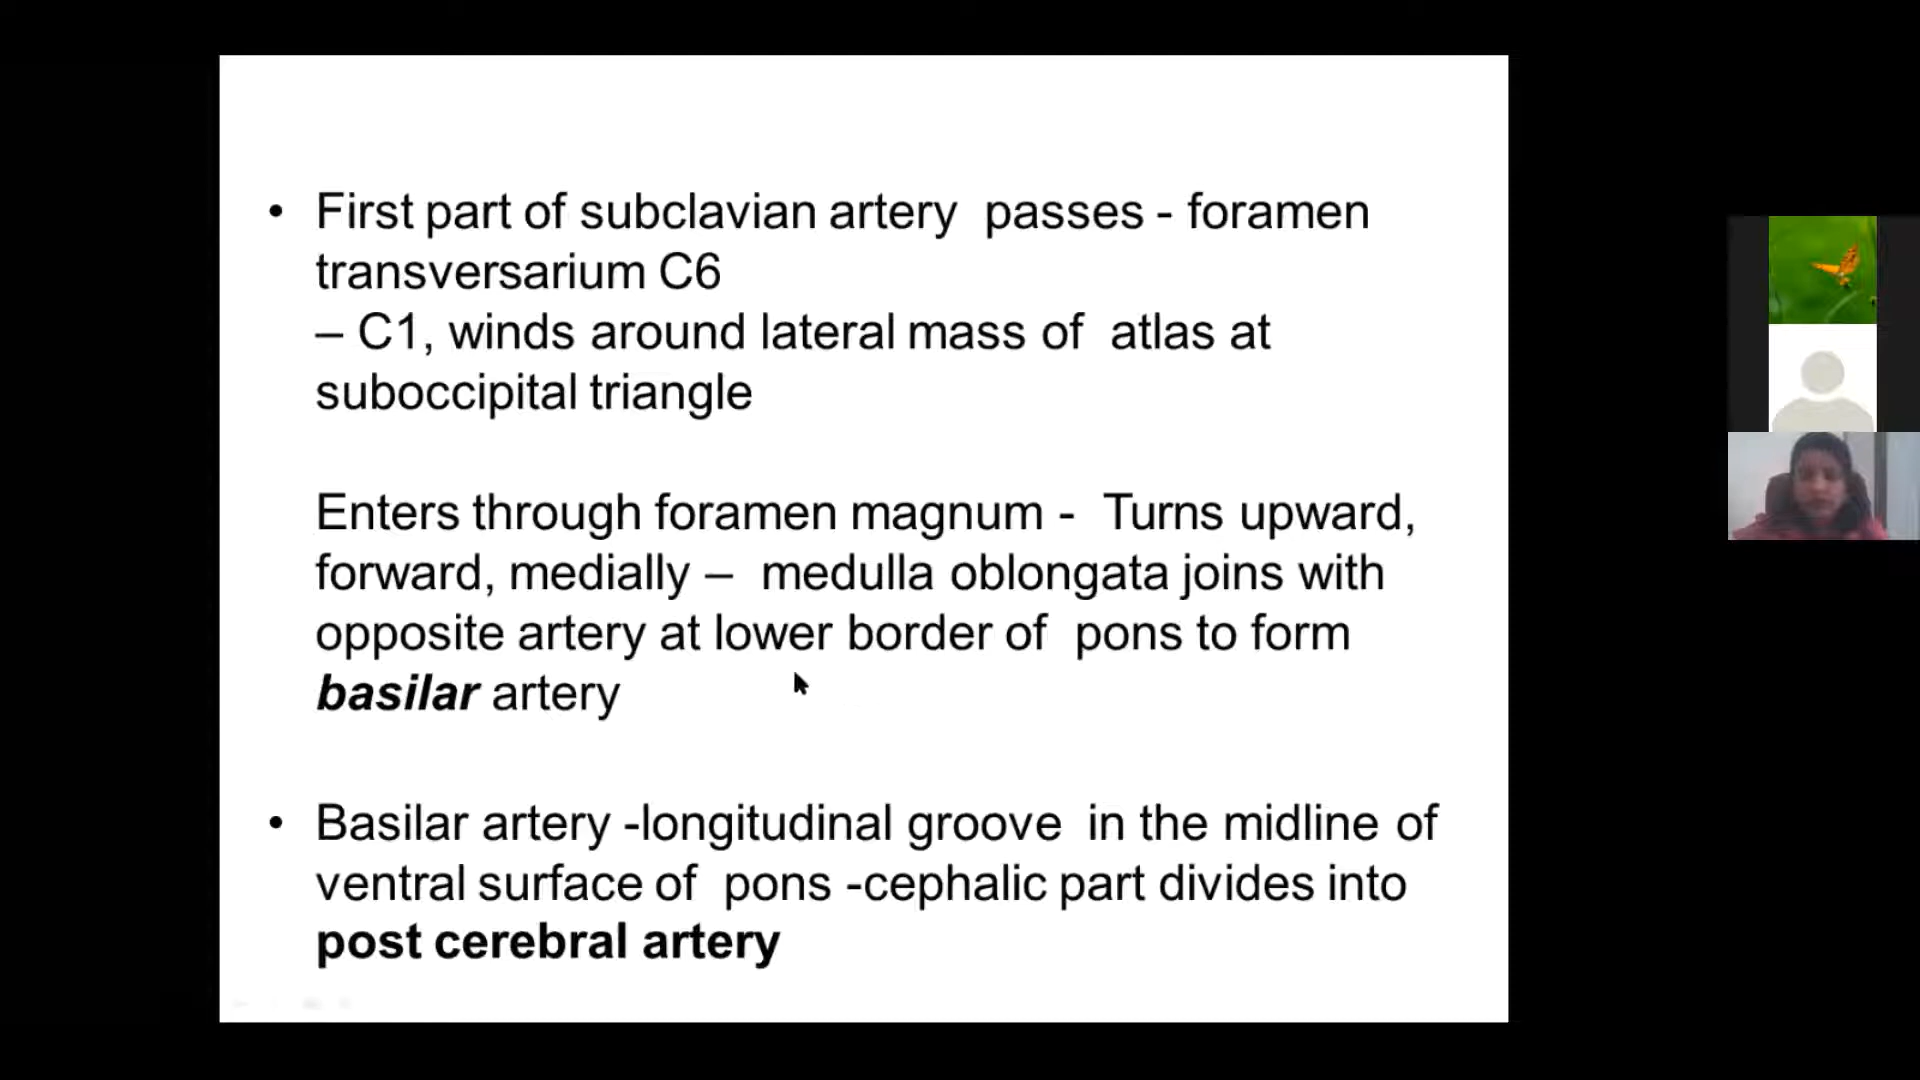 • First part of subclavian artery passes - foramen
transversarium C6
– C1, winds around lateral mass of atlas at
suboccipital triangle
Enters through foramen magnum - Turns upward,
forward, medially – medulla oblongata joins with
opposite artery at lower border of pons to form
basilar artery
• Basilar artery -longitudinal groove in the midline of
ventral surface of pons -cephalic part divides into
post cerebral artery